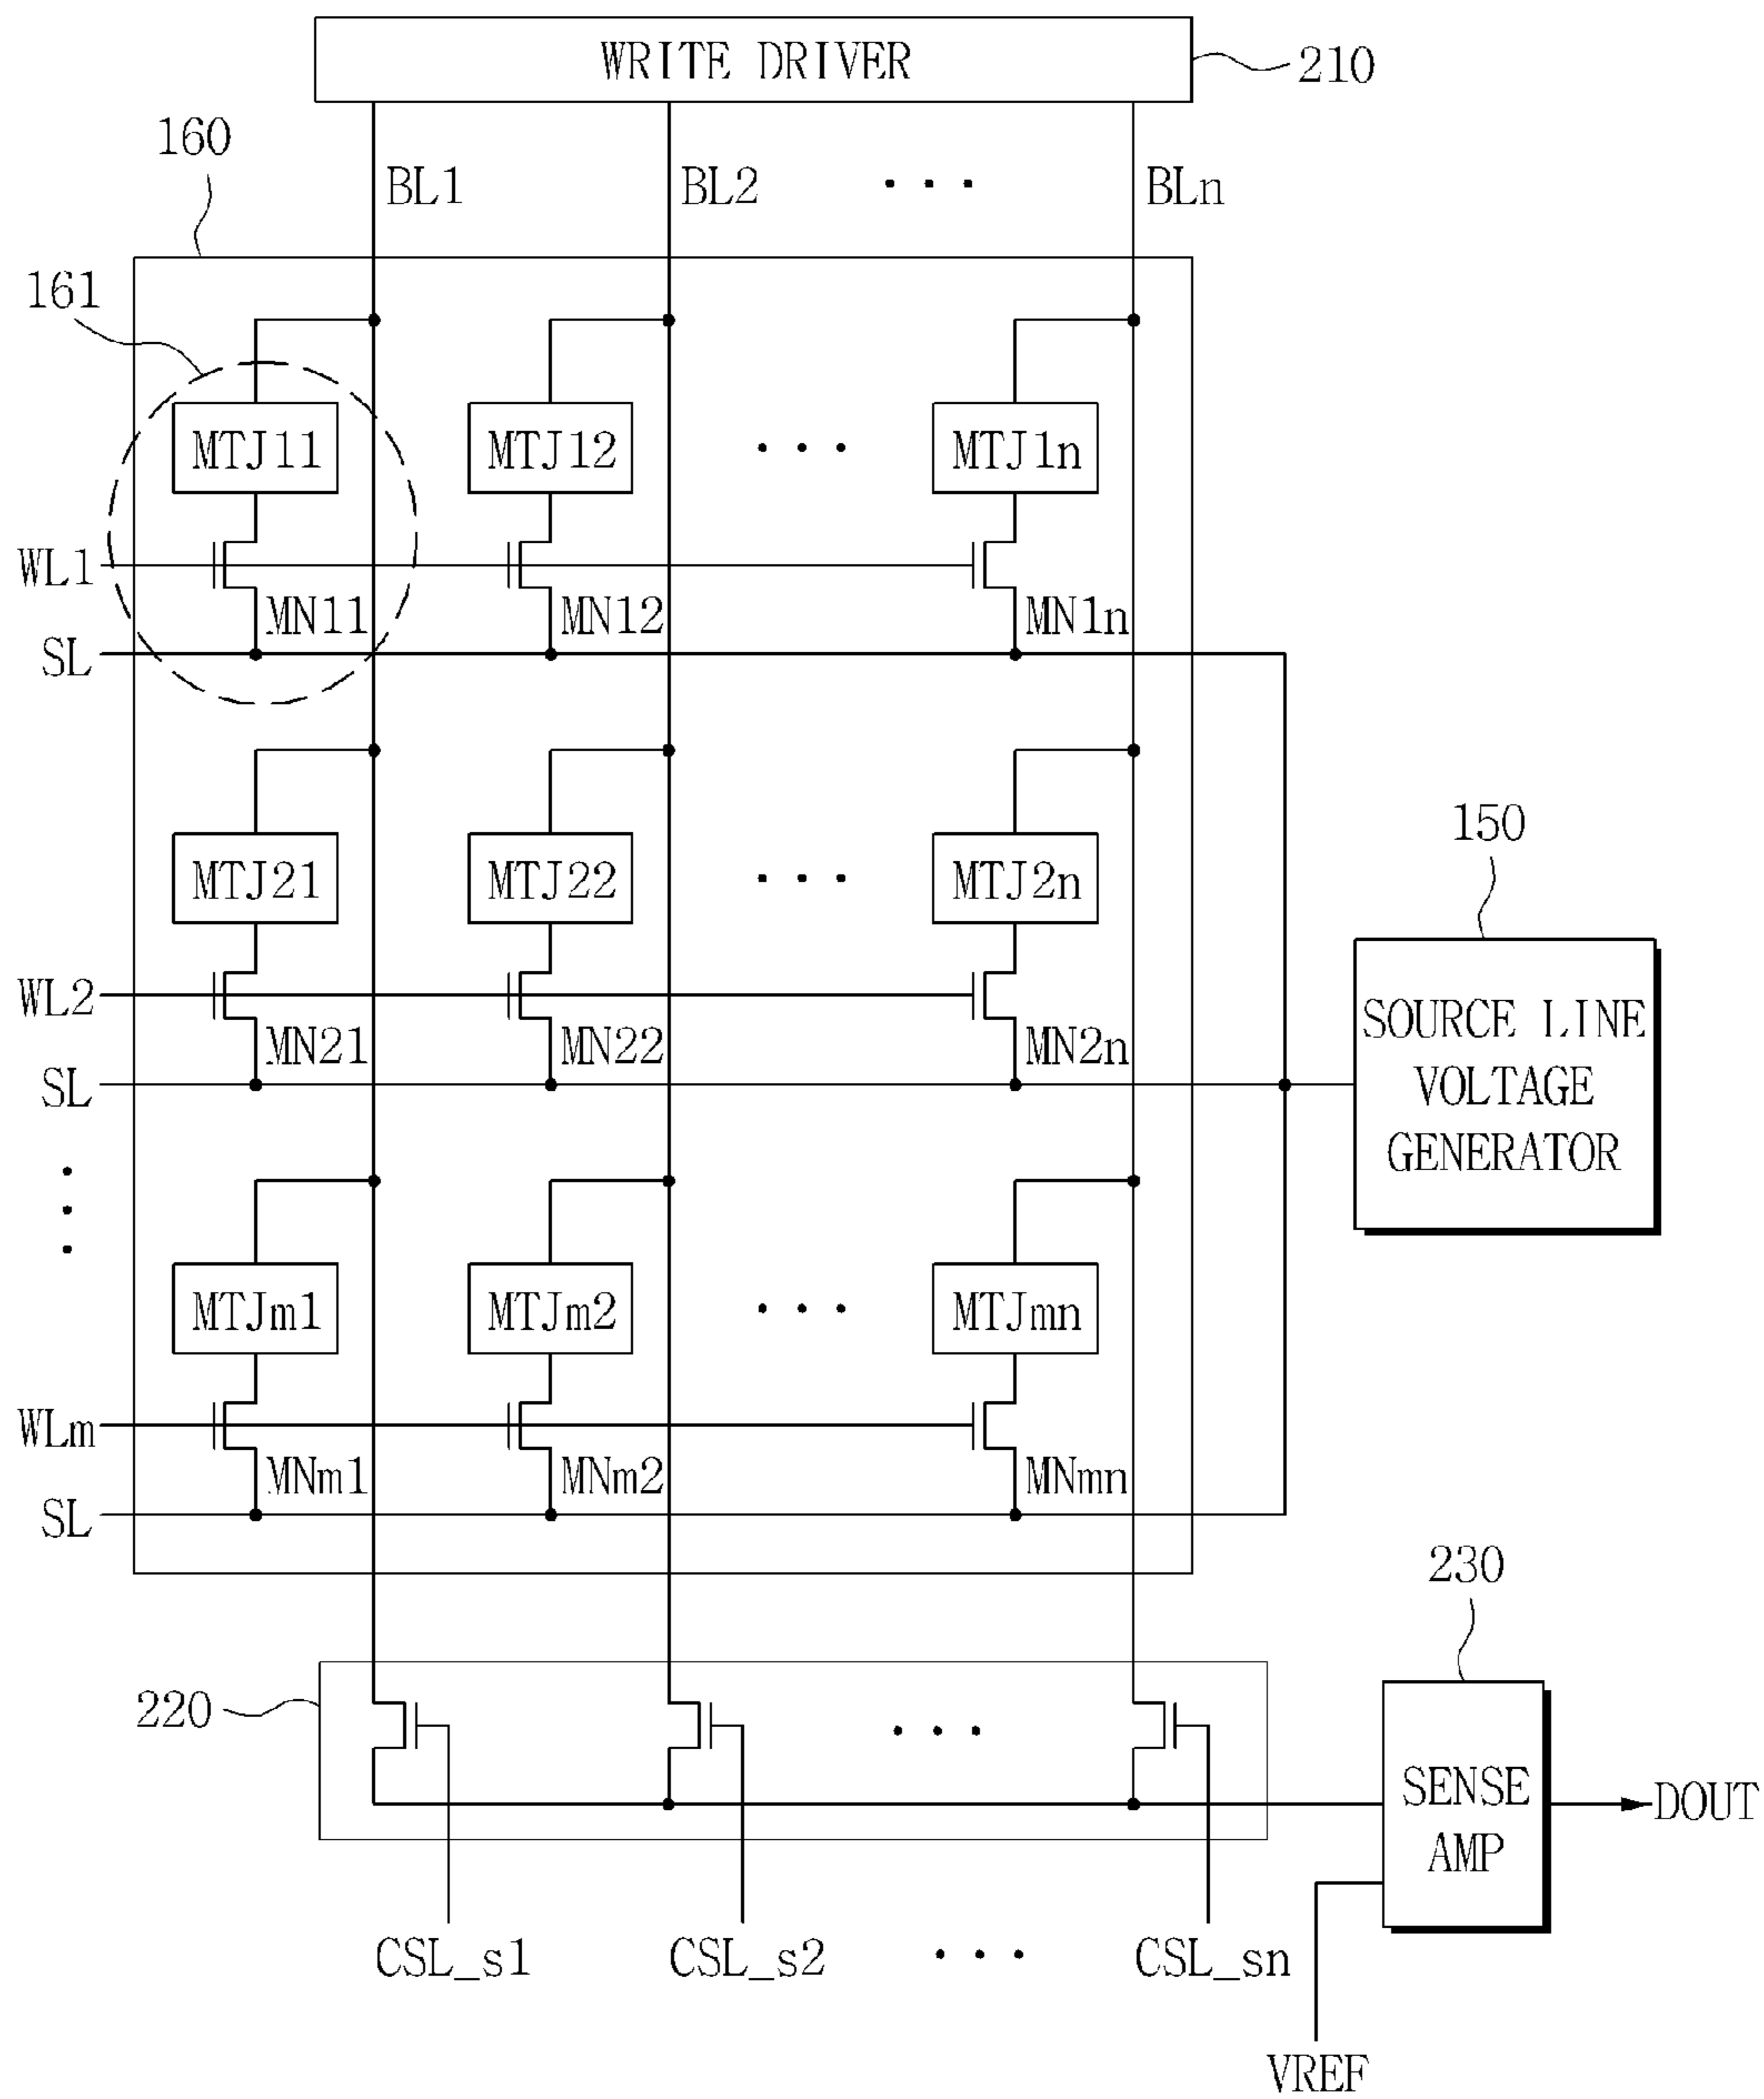 WRITE DRIVER
210
160
BL1
BL2
• • •
BLn
161
MTJ11
MTJ12
• • •
MTJ1n
WL1
MN11
MN12
MN1n
SL
150
MTJ21
MTJ22
• • •
MTJ2n
SOURCE LINE
VOLTAGE
GENERATOR
WL2
MN21
MN22
MN2n
SL
MTJm1
MTJm2
• • •
MTJmn
WLm
MNm1
MNm2
MNmn
SL
230
220
• • •
SENSE
AMP
DOUT
CSL_s1
CSL_s2
• • •
CSL_sn
VREF